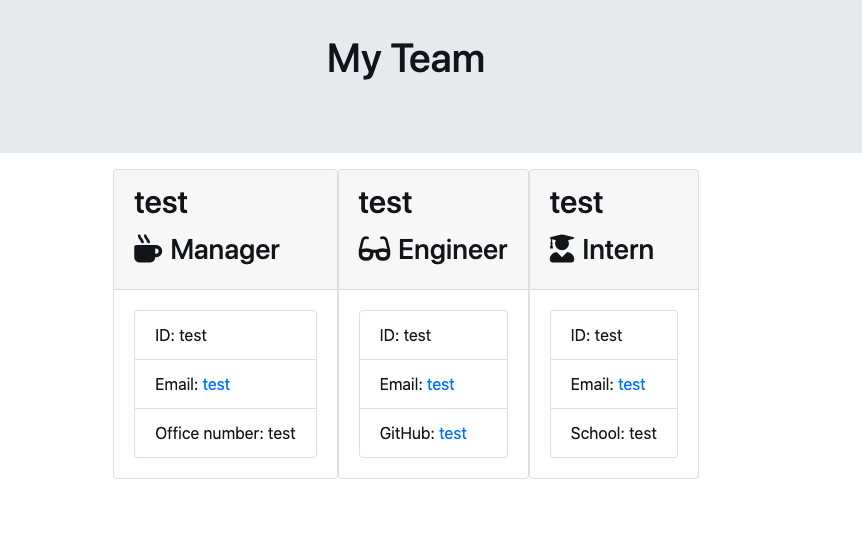 My Team
test
Manager
ID: test
Email: test
Office number: test
test
Engineer
ID: test
Email: test
GitHub: test
test
Intern
ID: test
Email: test
School: test